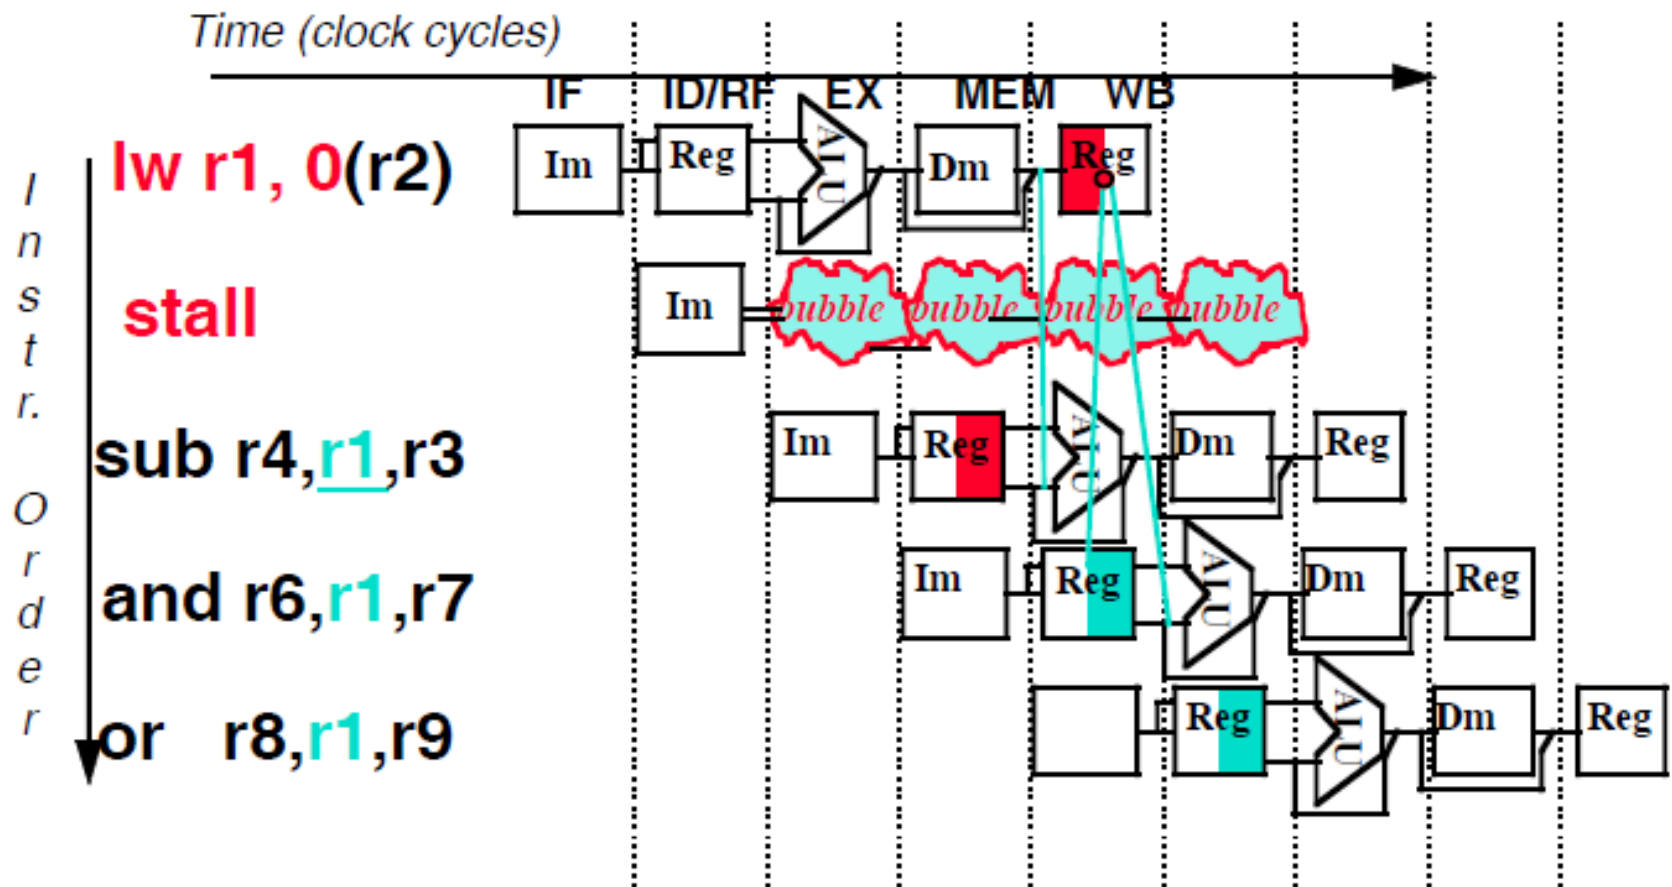 Time (clock cycles)
IF ID/RF EX MEM WB
Instr. Order
lw r1, 0(r2) Im Reg ALU Dm Reg
stall Im bubble bubble bubble bubble
sub r4,r1,r3 Im Reg ALU Dm Reg
and r6,r1,r7 Im Reg ALU Dm Reg
or r8,r1,r9 Reg ALU Dm Reg